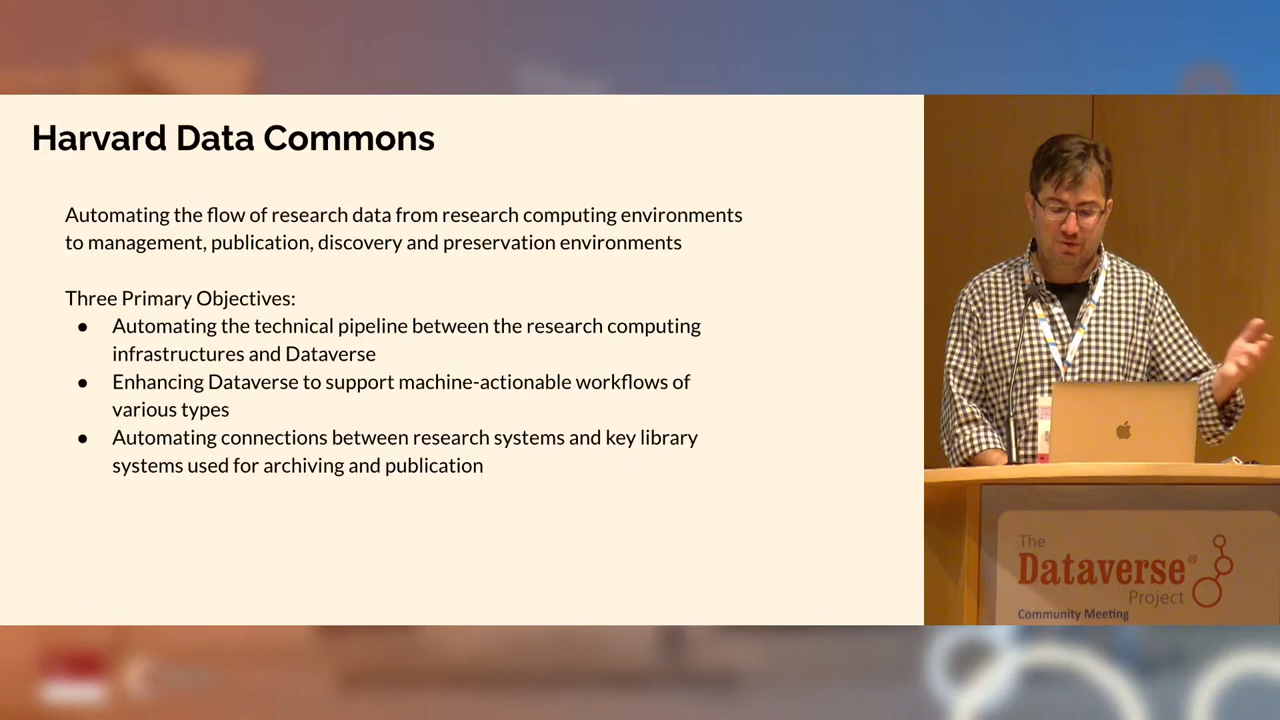 Harvard Data Commons
Automating the flow of research data from research computing environments
to management, publication, discovery and preservation environments
Three Primary Objectives:
● Automating the technical pipeline between the research computing
infrastructures and Dataverse
● Enhancing Dataverse to support machine-actionable workflows of
various types
● Automating connections between research systems and key library
systems used for archiving and publication
The
Dataverse®
Project
Community Meeting